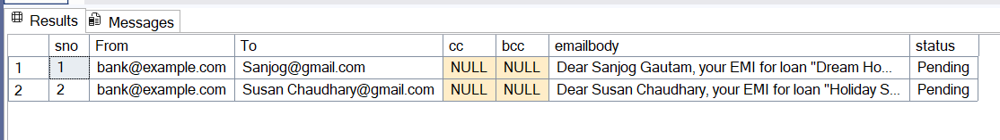 Results Messages
sno From To cc bcc emailbody status
1 1 bank@example.com Sanjog@gmail.com NULL NULL Dear Sanjog Gautam, your EMI for loan "Dream Ho... Pending
2 2 bank@example.com Susan Chaudhary@gmail.com NULL NULL Dear Susan Chaudhary, your EMI for loan "Holiday S... Pending